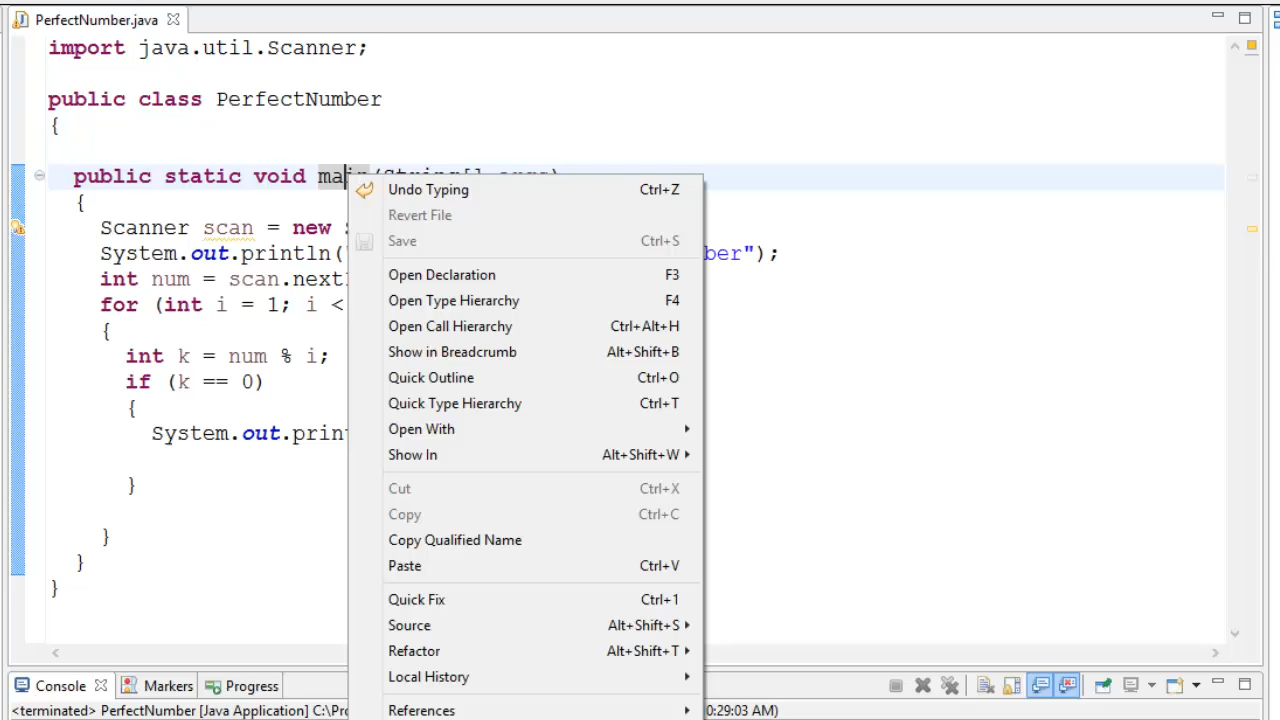 PerfectNumber.java
import java.util.Scanner;
public class PerfectNumber
{
public static void main(String[] args)
{
Scanner scan = new
System.out.println( ber");
int num = scan.next
for (int i = 1; i <
{
int k = num % i;
if (k == 0)
{
System.out.print
}
}
}
}
Undo Typing Ctrl+Z
Revert File
Save Ctrl+S
Open Declaration F3
Open Type Hierarchy F4
Open Call Hierarchy Ctrl+Alt+H
Show in Breadcrumb Alt+Shift+B
Quick Outline Ctrl+O
Quick Type Hierarchy Ctrl+T
Open With
Show In Alt+Shift+W
Cut Ctrl+X
Copy Ctrl+C
Copy Qualified Name
Paste Ctrl+V
Quick Fix Ctrl+1
Source Alt+Shift+S
Refactor Alt+Shift+T
Local History
References
Console Markers Progress
<terminated> PerfectNumber [Java Application] C:\Pro 0:29:03 AM)